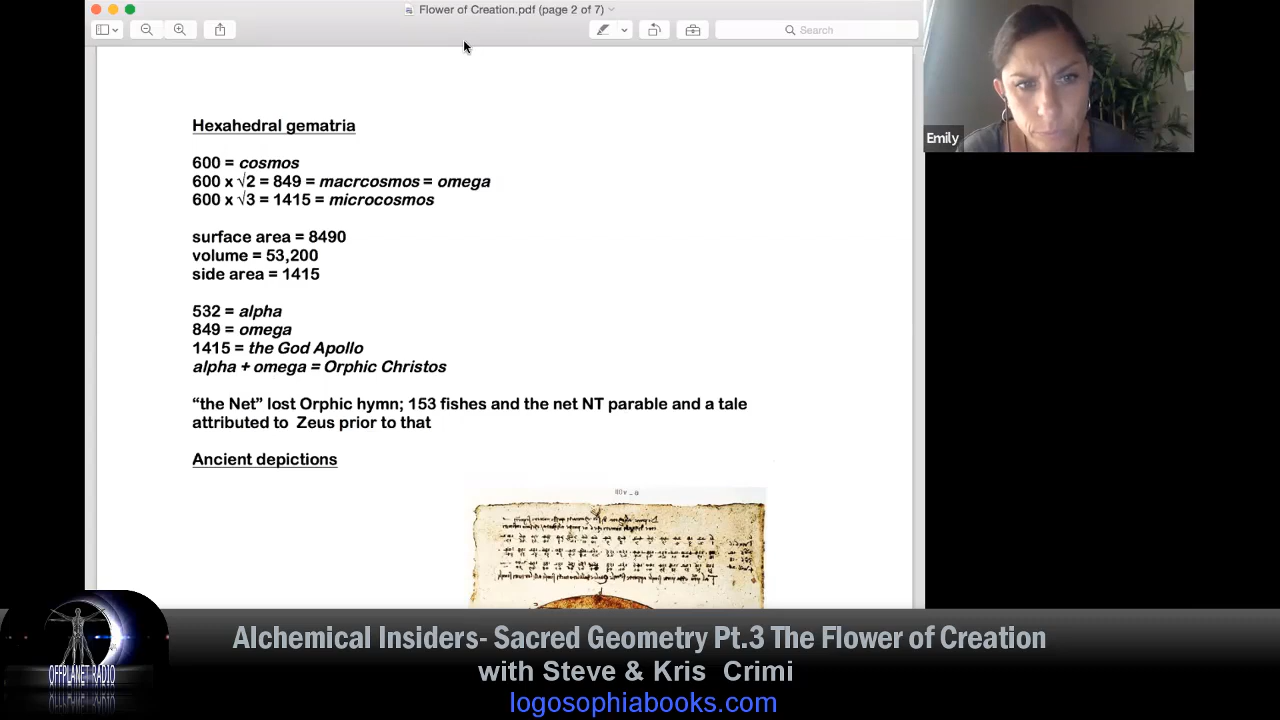 Flower of Creation.pdf (page 2 of 7)
Search
Hexahedral gematria
600 = cosmos
600 x √2 = 849 = macrcosmos = omega
600 x √3 = 1415 = microcosmos
surface area = 8490
volume = 53,200
side area = 1415
532 = alpha
849 = omega
1415 = the God Apollo
alpha + omega = Orphic Christos
“the Net” lost Orphic hymn; 153 fishes and the net NT parable and a tale
attributed to Zeus prior to that
Ancient depictions
Emily
OFFPLANET RADIO
Alchemical Insiders- Sacred Geometry Pt.3 The Flower of Creation
with Steve & Kris Crimi
logosophiabooks.com